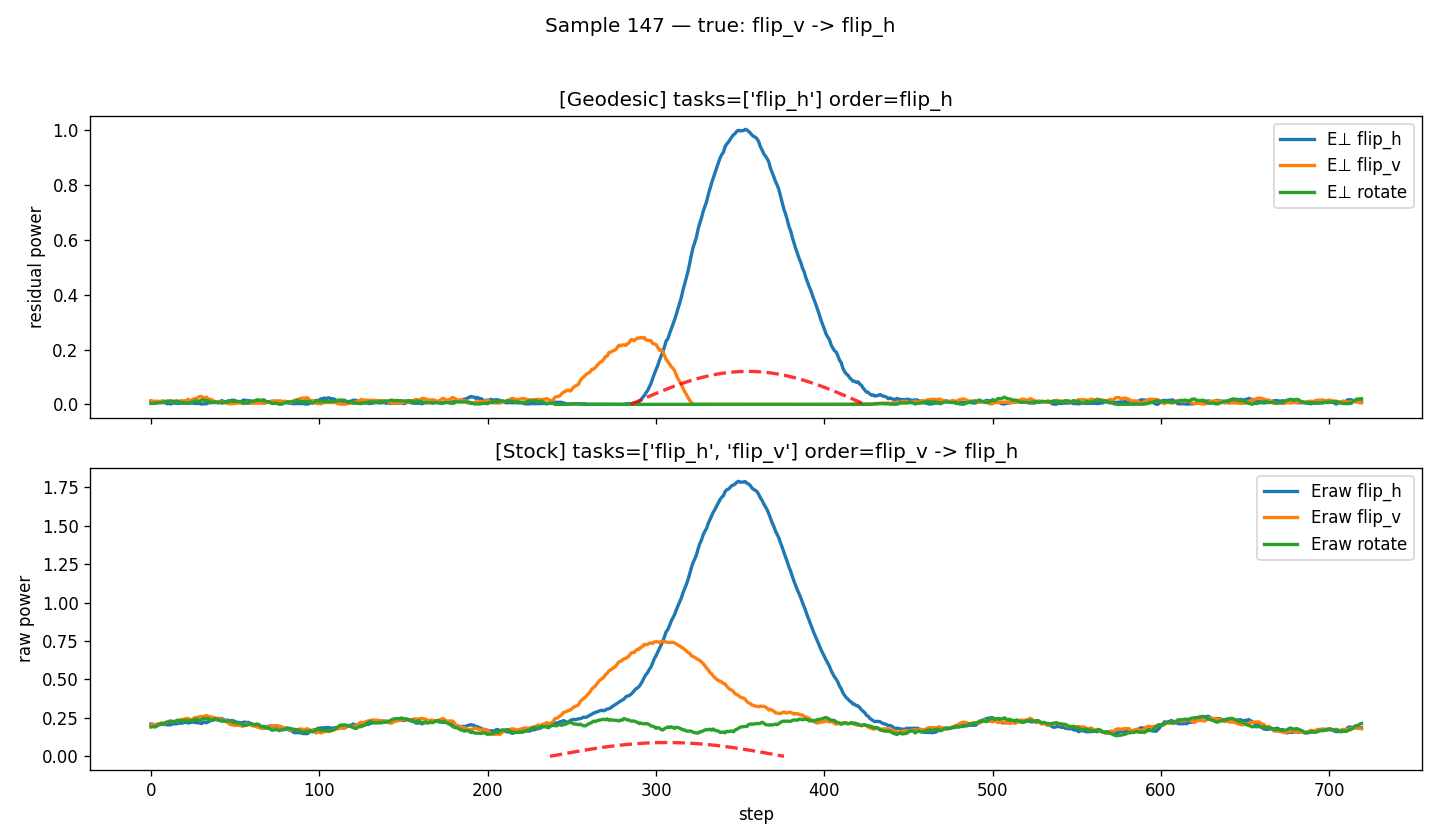 Sample 147 — true: flip_v -> flip_h
[Geodesic] tasks=['flip_h'] order=flip_h
1.0
0.8
0.6
0.4
0.2
0.0
residual power
E⊥ flip_h
E⊥ flip_v
E⊥ rotate
[Stock] tasks=['flip_h', 'flip_v'] order=flip_v -> flip_h
1.75
1.50
1.25
1.00
0.75
0.50
0.25
0.00
raw power
Eraw flip_h
Eraw flip_v
Eraw rotate
0 100 200 300 400 500 600 700
step